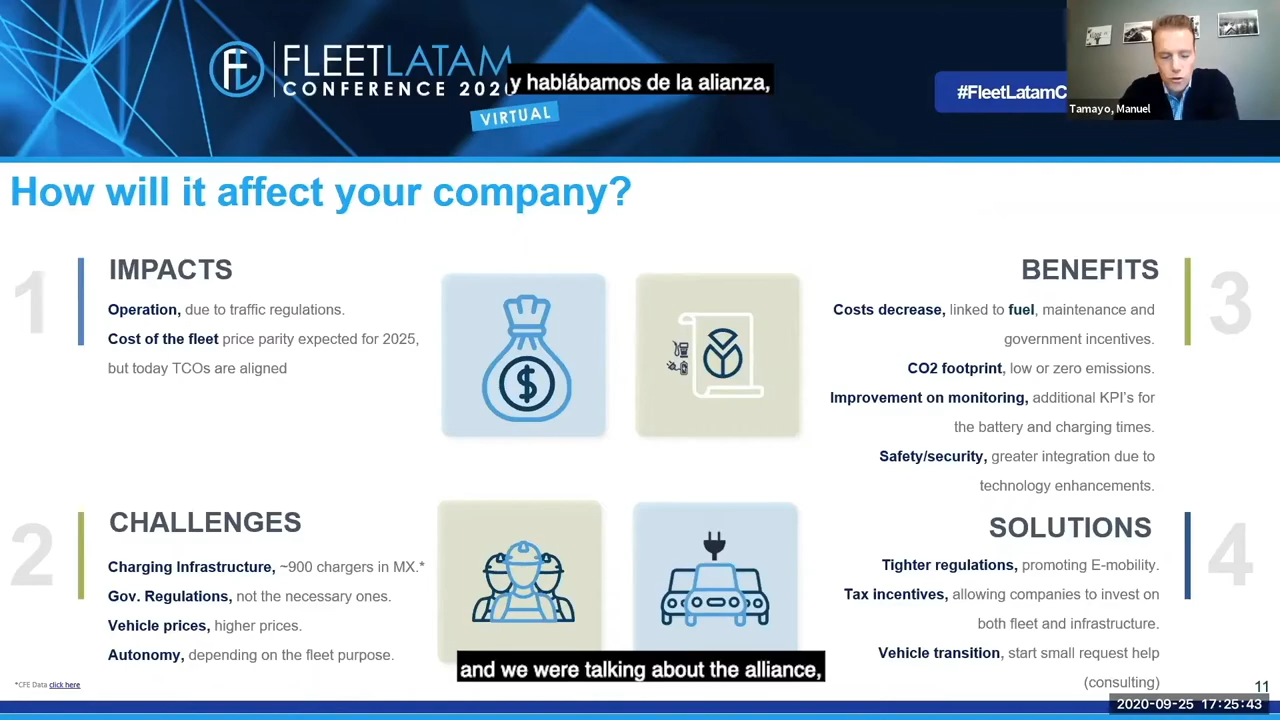 FLEETLATAM
CONFERENCE 202
VIRTUAL
y hablábamos de la alianza,
#FleetLatamC
Tamayo, Manuel
How will it affect your company?
1
IMPACTS
Operation, due to traffic regulations.
Cost of the fleet price parity expected for 2025,
but today TCOs are aligned
2
CHALLENGES
Charging Infrastructure, ~900 chargers in MX.*
Gov. Regulations, not the necessary ones.
Vehicle prices, higher prices.
Autonomy, depending on the fleet purpose.
3
BENEFITS
Costs decrease, linked to fuel, maintenance and
government incentives.
CO2 footprint, low or zero emissions.
Improvement on monitoring, additional KPI's for
the battery and charging times.
Safety/security, greater integration due to
technology enhancements.
4
SOLUTIONS
Tighter regulations, promoting E-mobility.
Tax incentives, allowing companies to invest on
both fleet and infrastructure.
Vehicle transition, start small request help
(consulting)
and we were talking about the alliance,
*CFE Data click here
11
2020-09-25 17:25:43